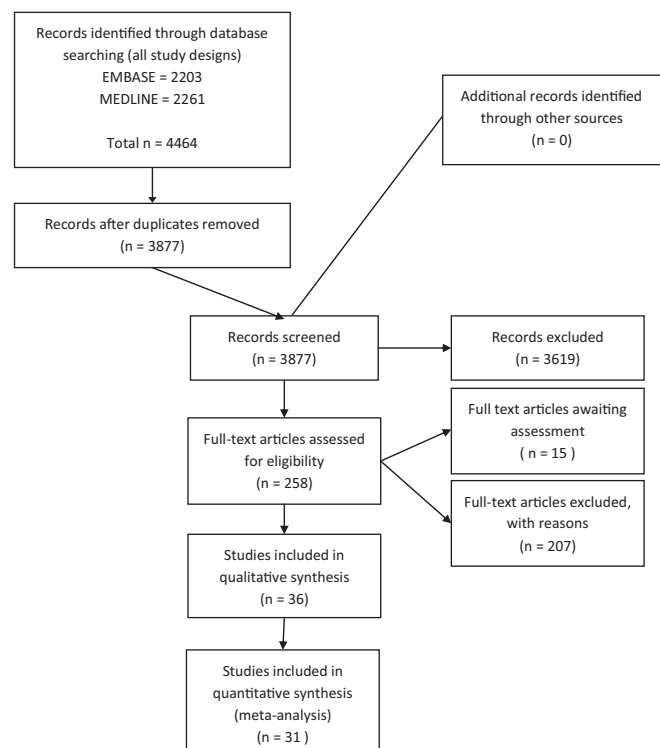 Records identified through database
searching (all study designs)
EMBASE = 2203
MEDLINE = 2261
Total n = 4464
Additional records identified
through other sources
(n = 0)
Records after duplicates removed
(n = 3877)
Records screened
(n = 3877)
Records excluded
(n = 3619)
Full-text articles assessed
for eligibility
(n = 258)
Full text articles awaiting
assessment
( n = 15 )
Full-text articles excluded,
with reasons
(n = 207)
Studies included in
qualitative synthesis
(n = 36)
Studies included in
quantitative synthesis
(meta-analysis)
(n = 31 )